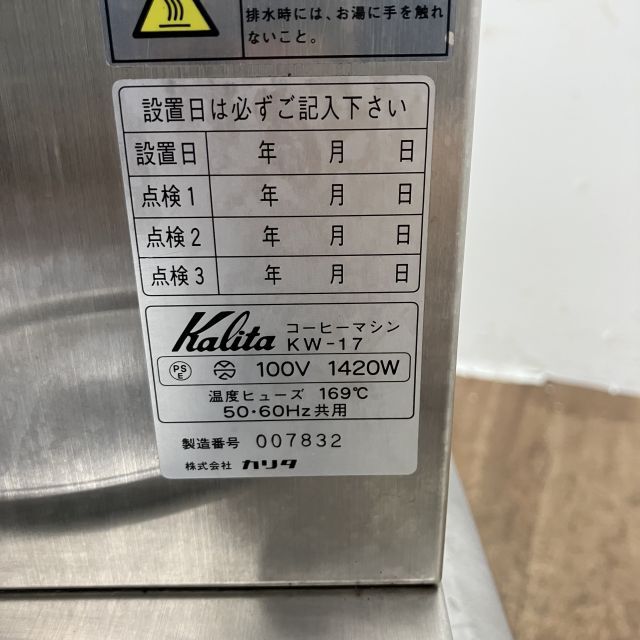 排水時には、お湯に手を触れ
ないこと。
設置日は必ずご記入下さい
設置日 年 月 日
点検1 年 月 日
点検2 年 月 日
点検3 年 月 日
Kalita コーヒーマシン
KW-17
PS
E 100V 1420W
温度ヒューズ 169℃
50・60Hz共用
製造番号 007832
株式会社 カリタ